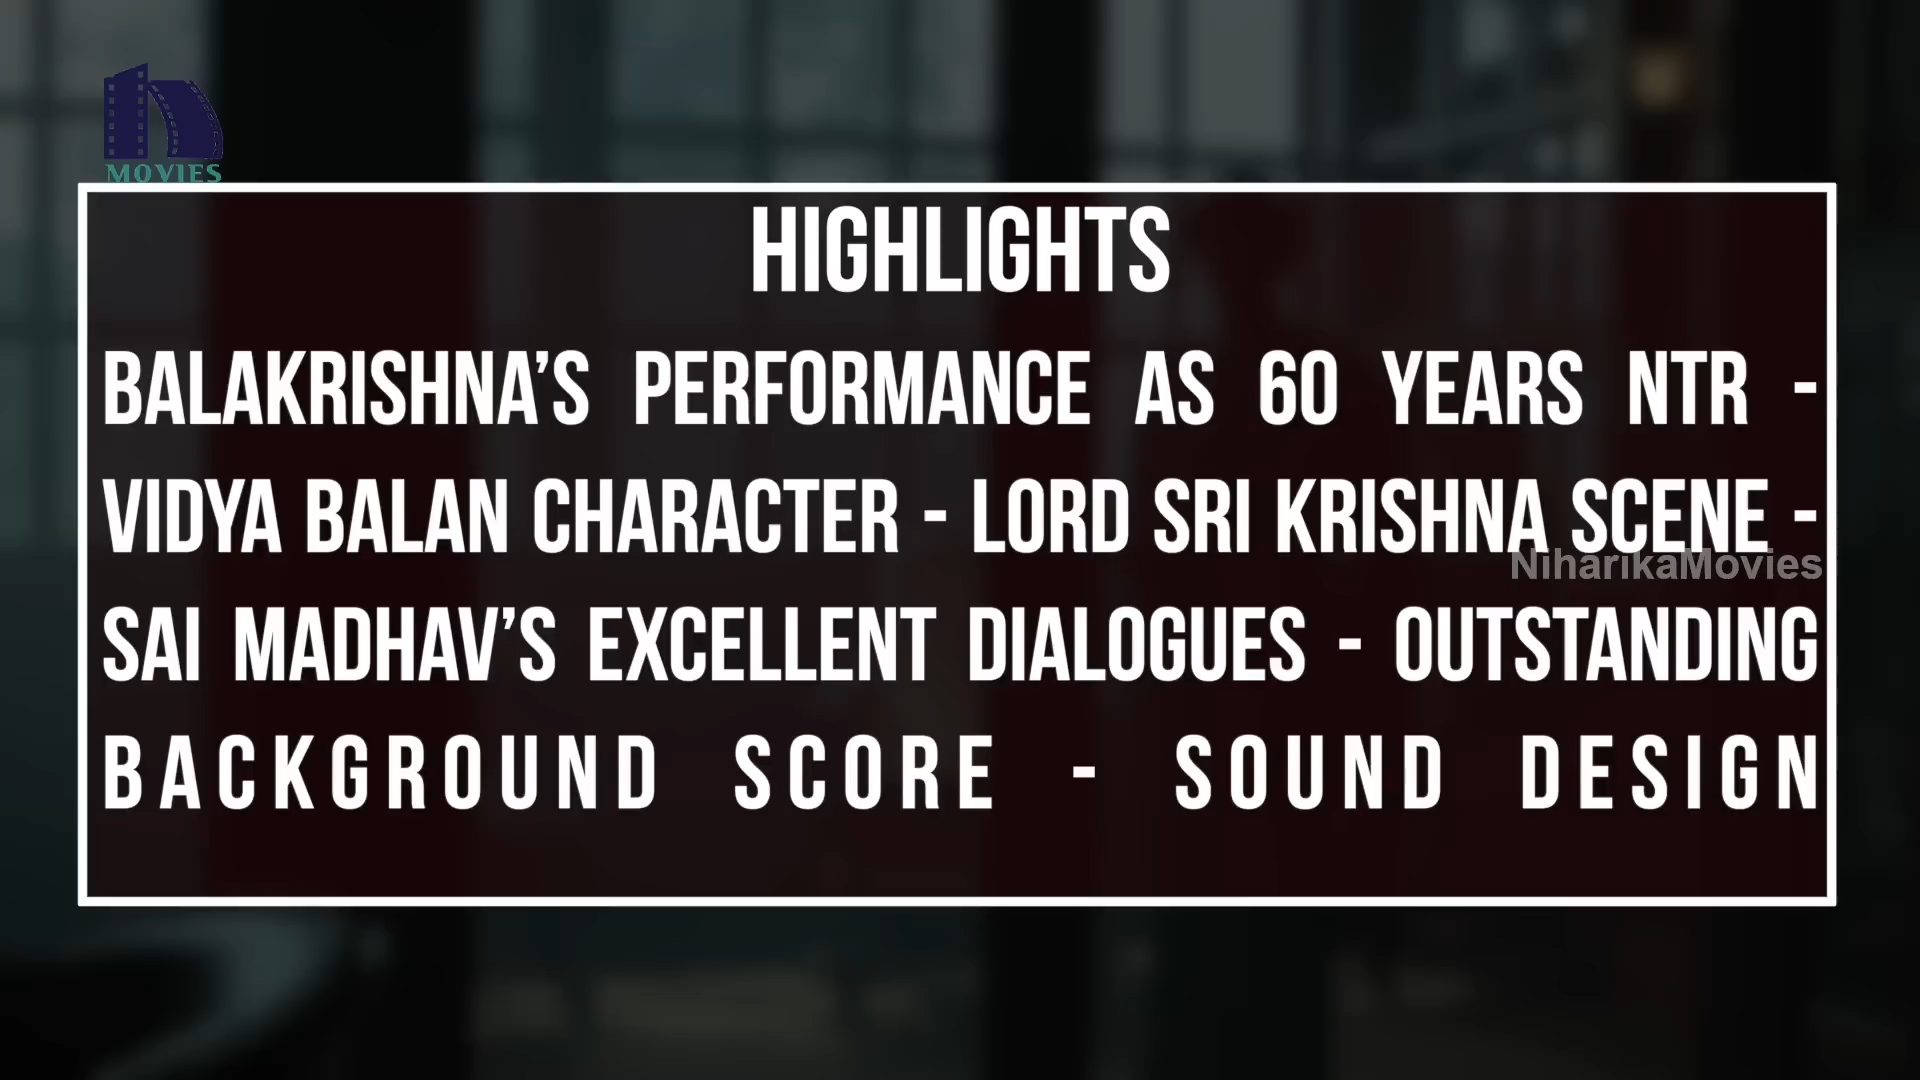 MOVIES
HIGHLIGHTS
BALAKRISHNA’S PERFORMANCE AS 60 YEARS NTR -
VIDYA BALAN CHARACTER - LORD SRI KRISHNA SCENE -
NiharikaMovies
SAI MADHAV’S EXCELLENT DIALOGUES - OUTSTANDING
BACKGROUND SCORE - SOUND DESIGN